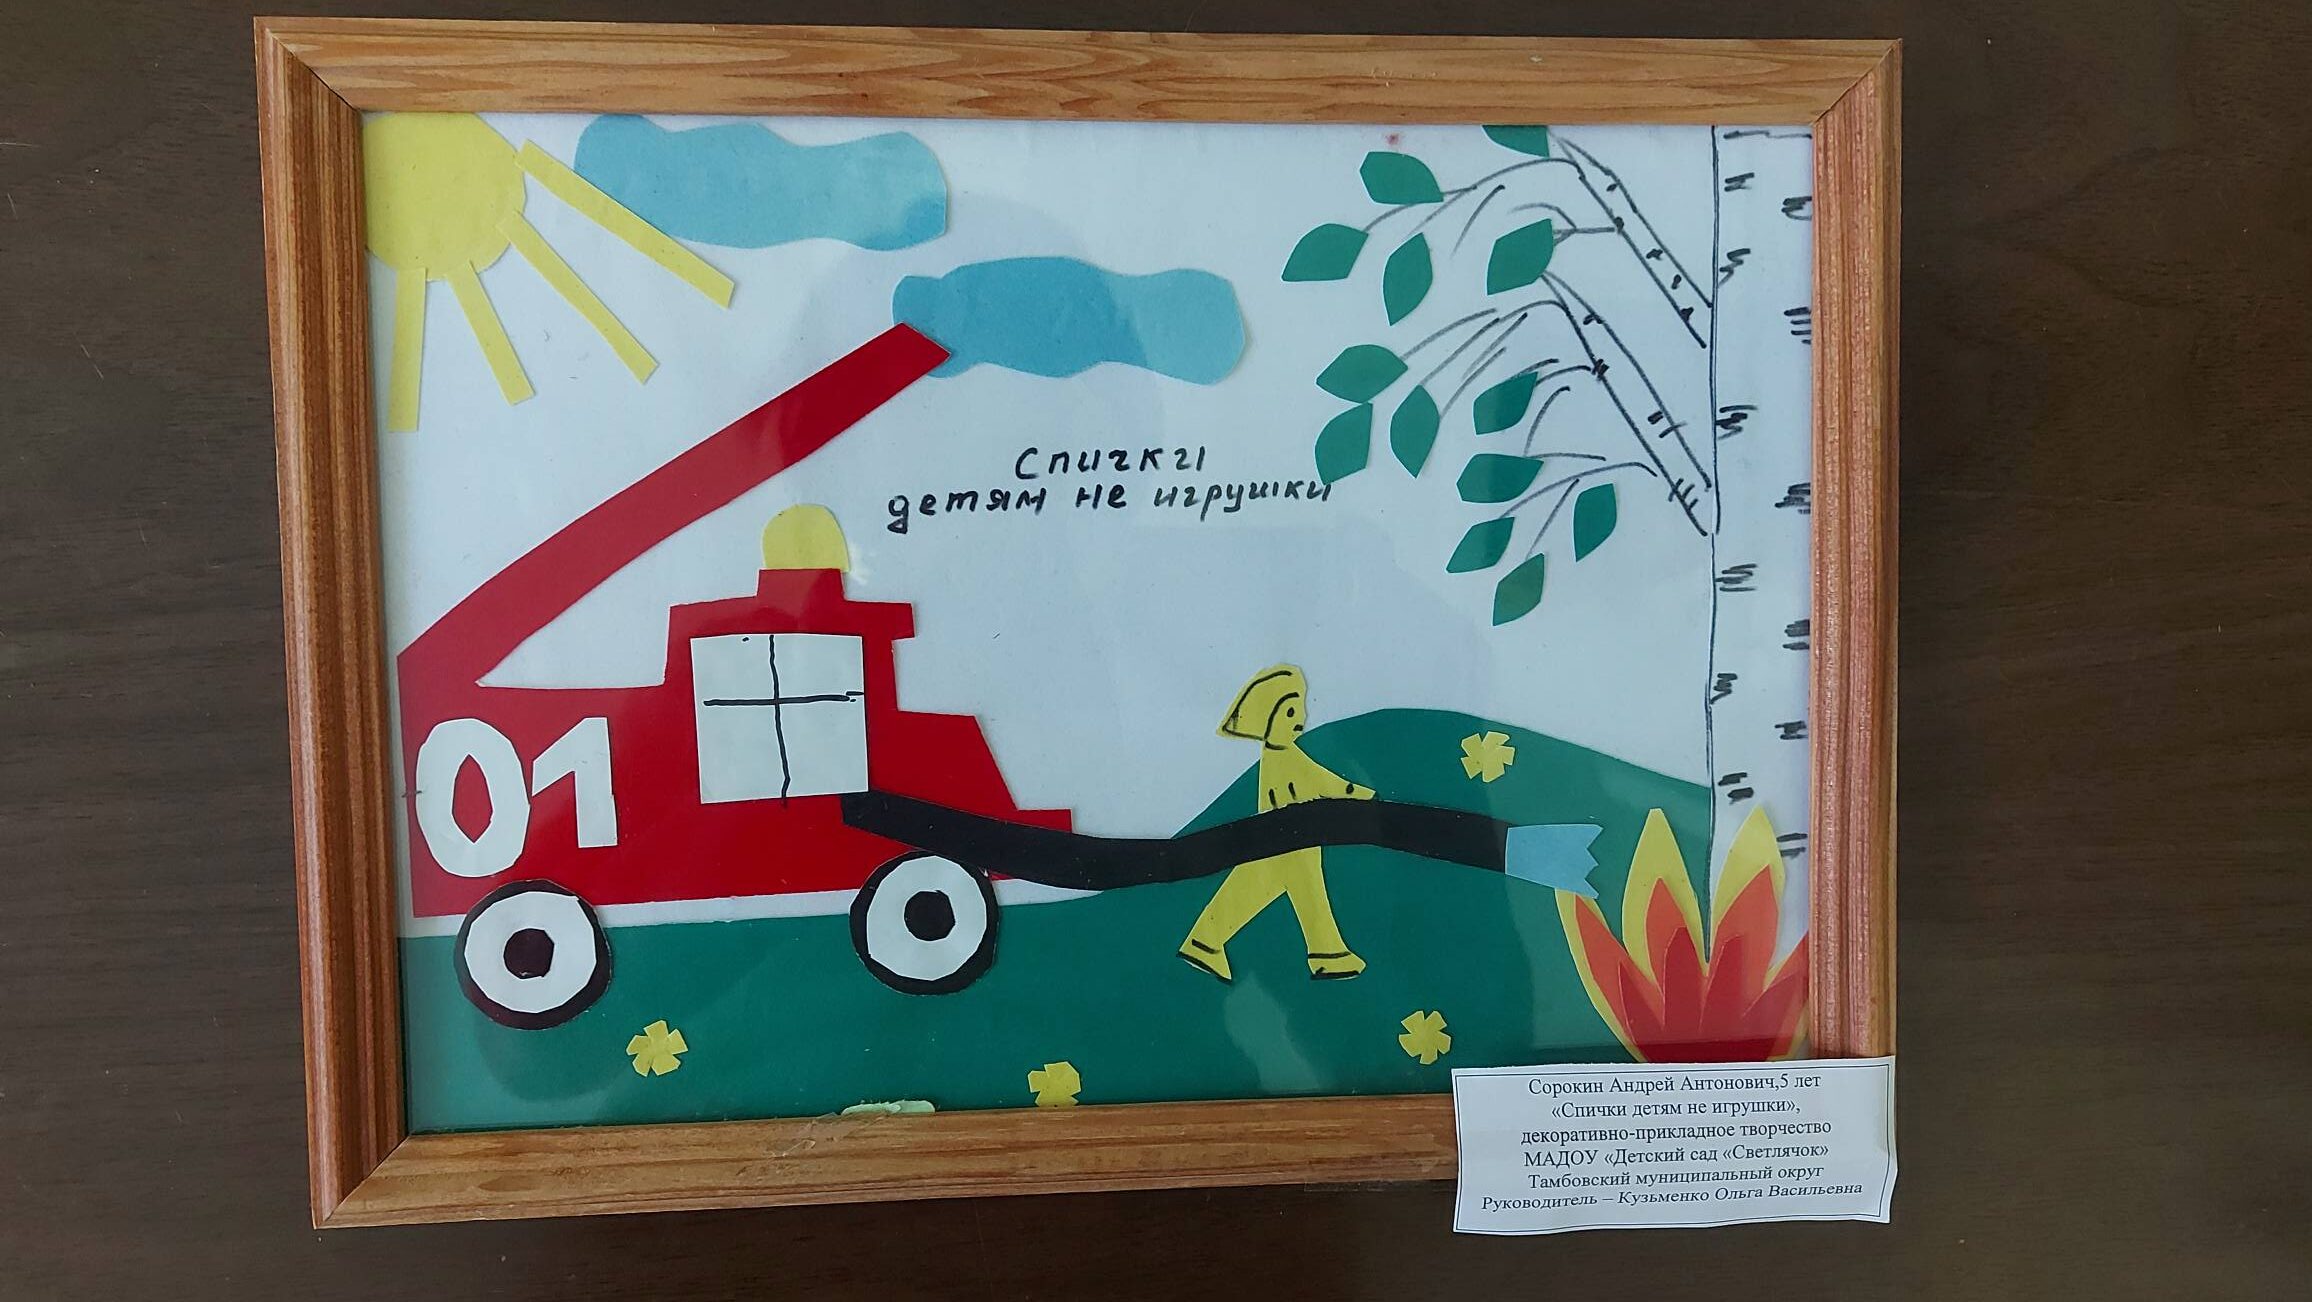 Спички
детям не игрушки
01
Сорокин Андрей Антонович,5 лет
«Спички детям не игрушки»,
декоративно-прикладное творчество
МАДОУ «Детский сад «Светлячок»
Тамбовский муниципальный округ
Руководитель – Кузьменко Ольга Васильевна